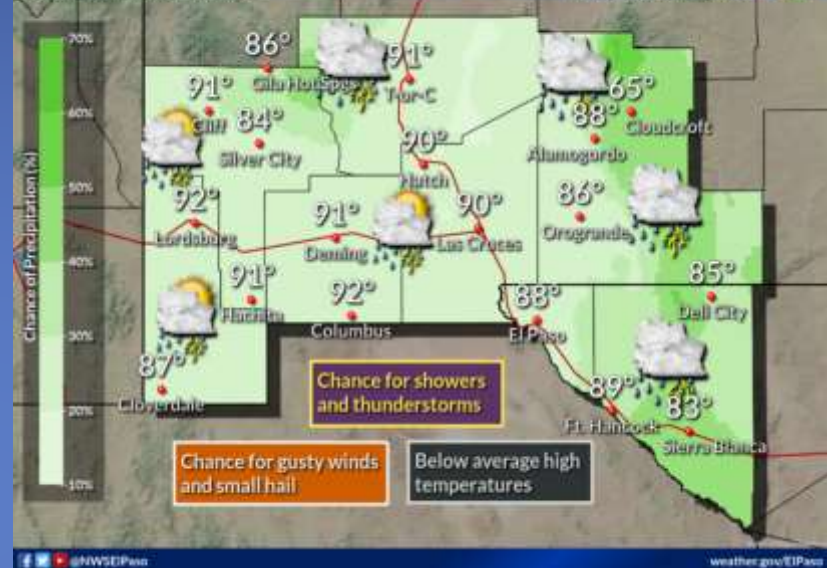 Chance of Precipitation (%)
70%
60%
50%
40%
30%
20%
10%
86°
Gila HotSpgs
91°
T-or-C
65°
Cloudcroft
91°
Cliff
84°
Silver City
88°
Alamogordo
90°
Hatch
92°
Lordsburg
91°
Deming
90°
Las Cruces
86°
Orogrande
91°
Hachita
92°
Columbus
88°
El Paso
85°
Dell City
87°
Cloverdale
89°
Ft. Hancock
83°
Sierra Blanca
Chance for showers
and thunderstorms
Chance for gusty winds
and small hail
Below average high
temperatures
@NWSElPaso
weather.gov/ElPaso